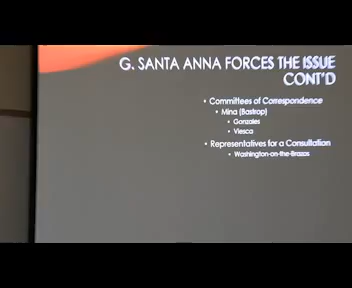 G. SANTA ANNA FORCES THE ISSUE
CONT'D
• Committees of Correspondence
• Mina (Bastrop)
• Gonzales
• Viesca
• Representatives for a Consultation
• Washington-on-the-Brazos